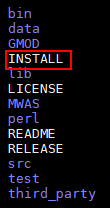 bin
data
GMOD
INSTALL
lib
LICENSE
MWAS
perl
README
RELEASE
src
test
third_party